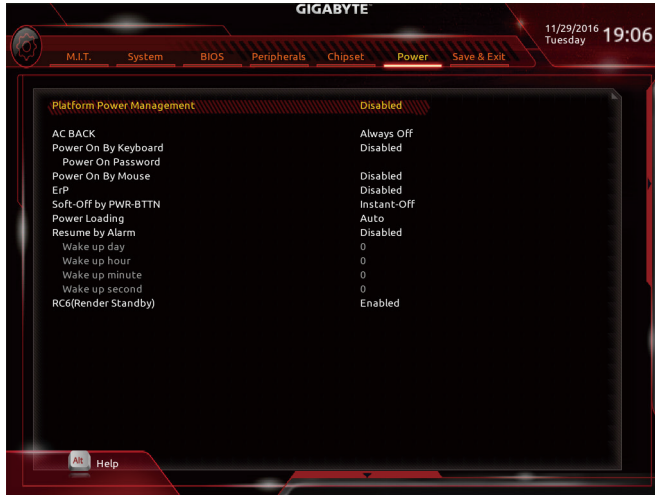 GIGABYTE™
11/29/2016 19:06
Tuesday
M.I.T. System BIOS Peripherals Chipset Power Save & Exit
Platform Power Management Disabled
AC BACK Always Off
Power On By Keyboard Disabled
Power On Password
Power On By Mouse Disabled
ErP Disabled
Soft-Off by PWR-BTTN Instant-Off
Power Loading Auto
Resume by Alarm Disabled
Wake up day 0
Wake up hour 0
Wake up minute 0
Wake up second 0
RC6(Render Standby) Enabled
Alt Help